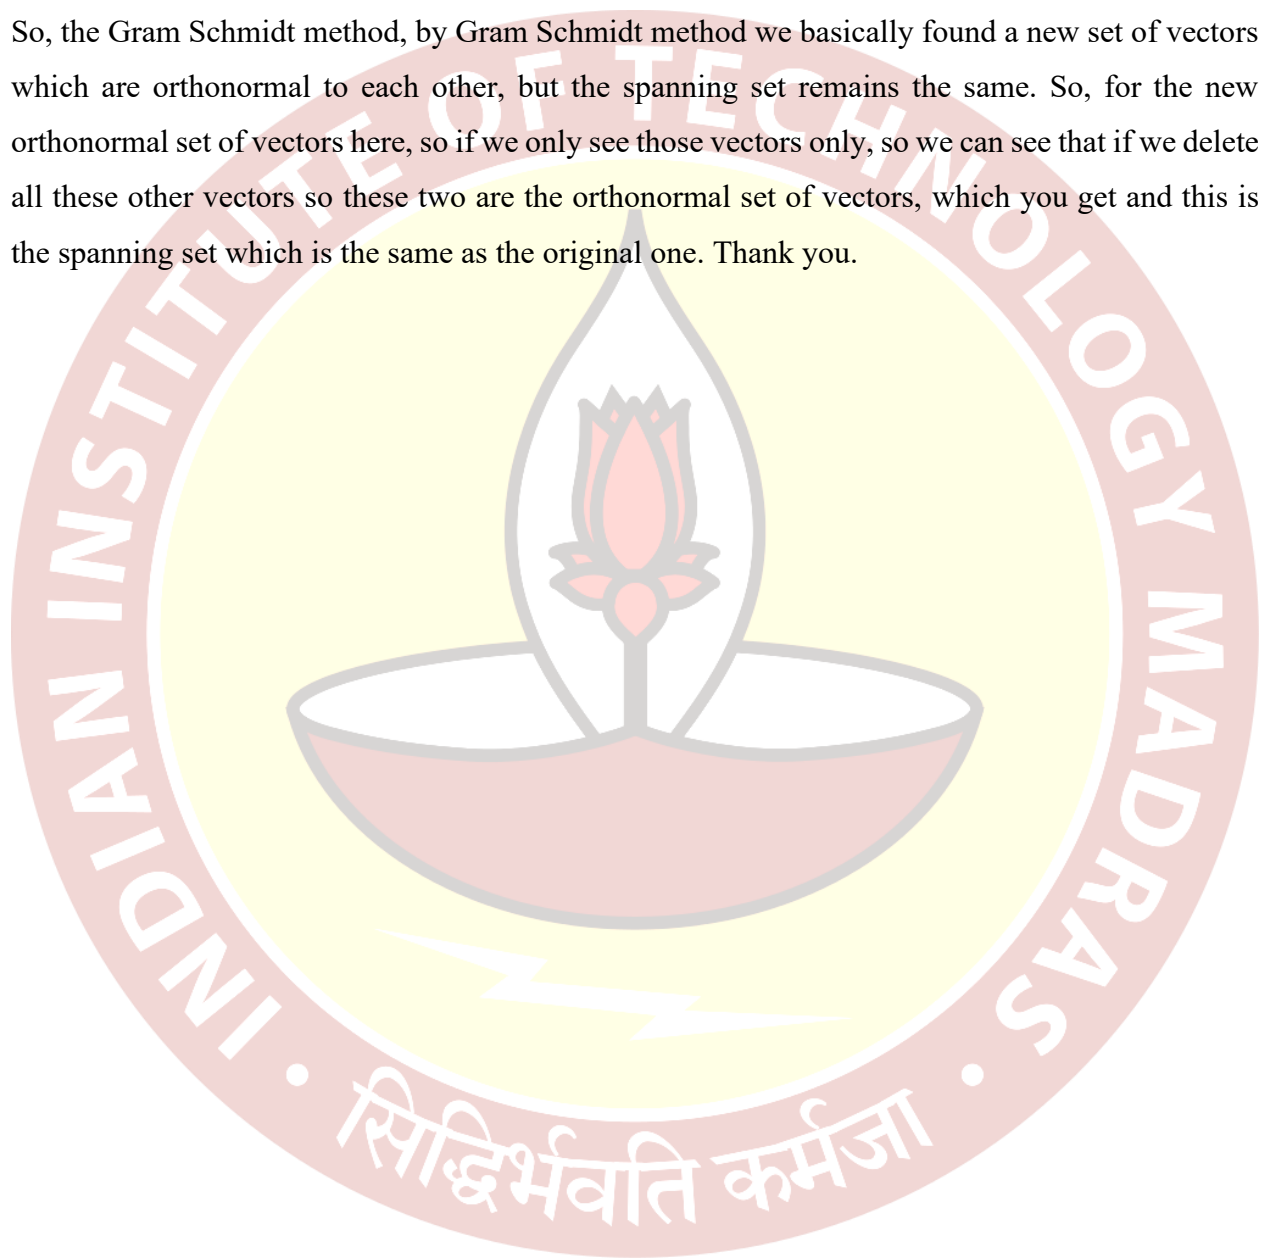 So, the Gram Schmidt method, by Gram Schmidt method we basically found a new set of vectors
which are orthonormal to each other, but the spanning set remains the same. So, for the new
orthonormal set of vectors here, so if we only see those vectors only, so we can see that if we delete
all these other vectors so these two are the orthonormal set of vectors, which you get and this is
the spanning set which is the same as the original one. Thank you.
INDIAN INSTITUTE OF TECHNOLOGY MADRAS
सिद्धिर्भवति कर्मजा